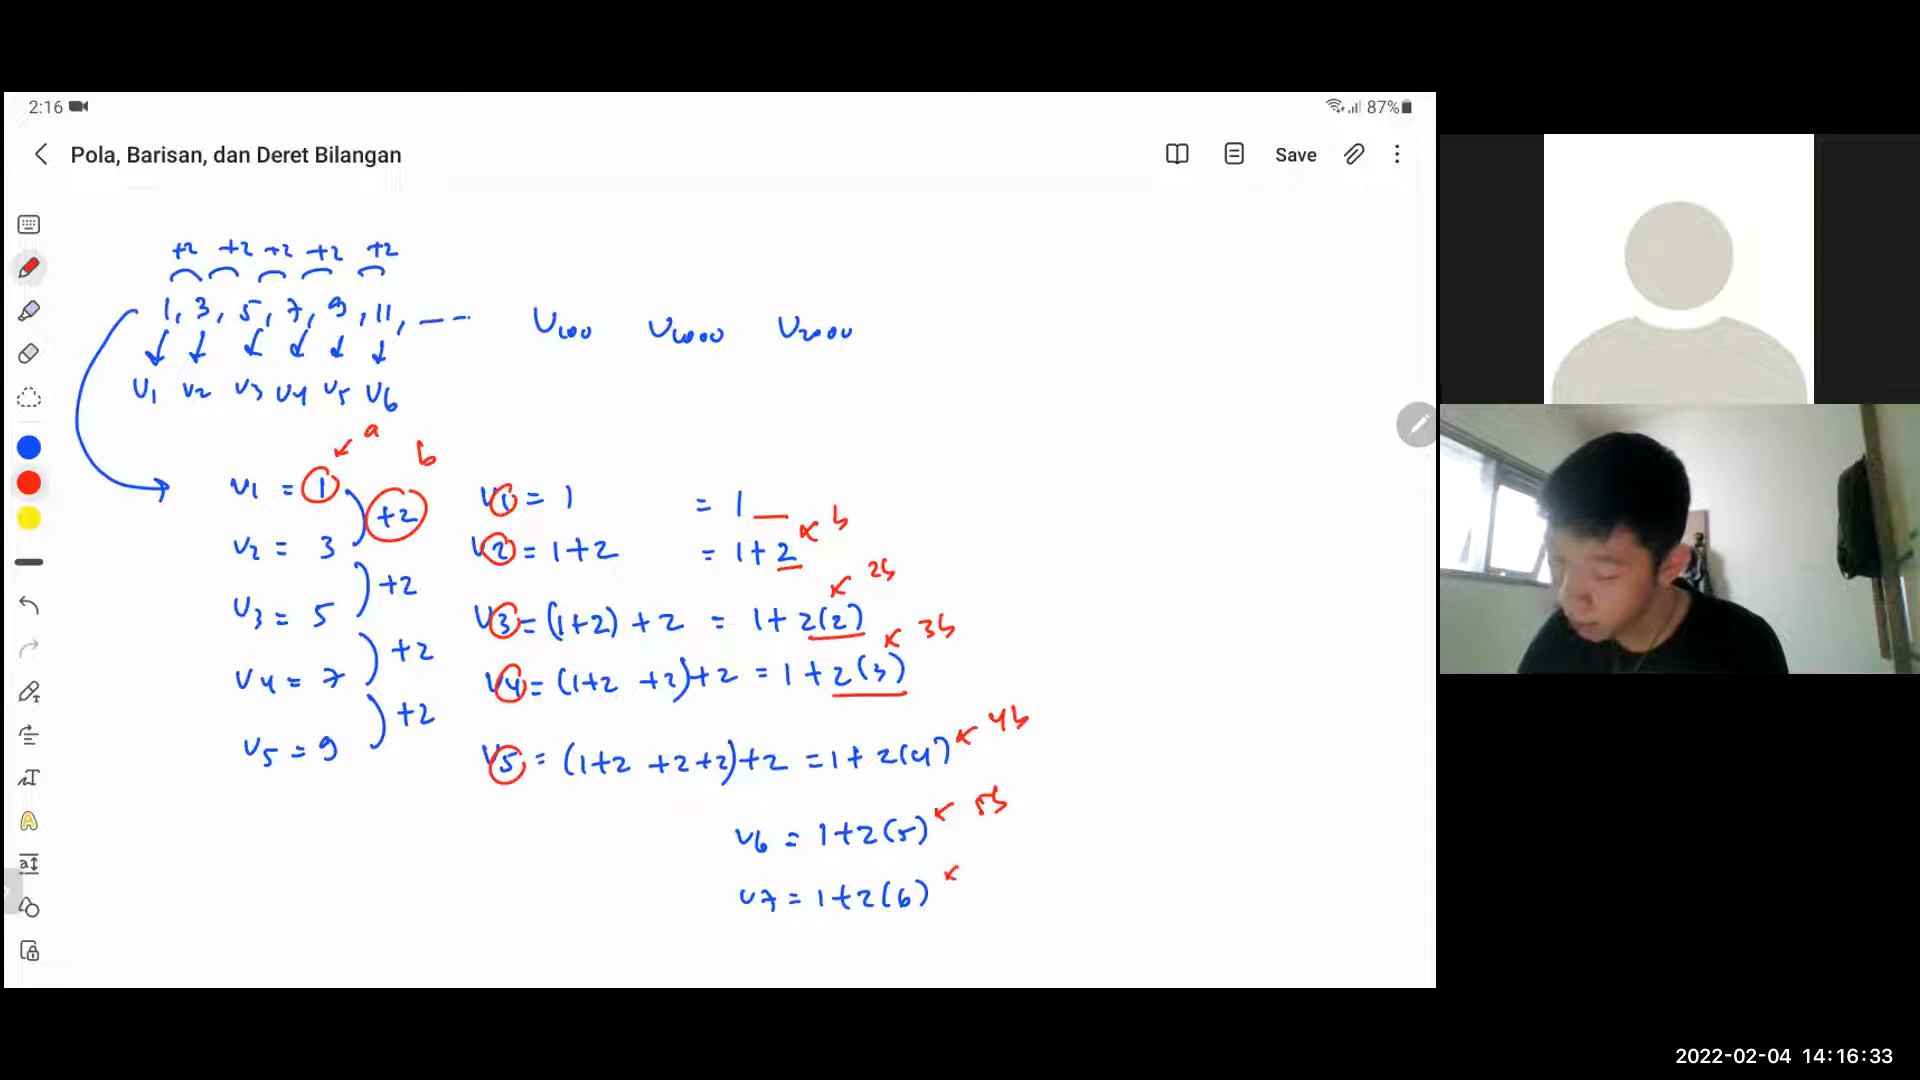 2:16 87%
Pola, Barisan, dan Deret Bilangan Save
+2 +2 +2 +2 +2
1, 3, 5, 7, 9, 11, ---- U100 U1000 U2000
U1 U2 U3 U4 U5 U6
a
b
U1 = 1 +2 U1 = 1 = 1
b
U2 = 3 U2 = 1+2 = 1+2
+2 2b
U3 = 5 U3 = (1+2) + 2 = 1+2(2)
+2 3b
U4 = 7 U4 = (1+2 +2)+2 = 1+2(3)
+2 4b
U5 = 9 U5 = (1+2 +2+2)+2 = 1+2(4)
5b
U6 = 1+2(5)
U7 = 1+2(6)
2022-02-04 14:16:33